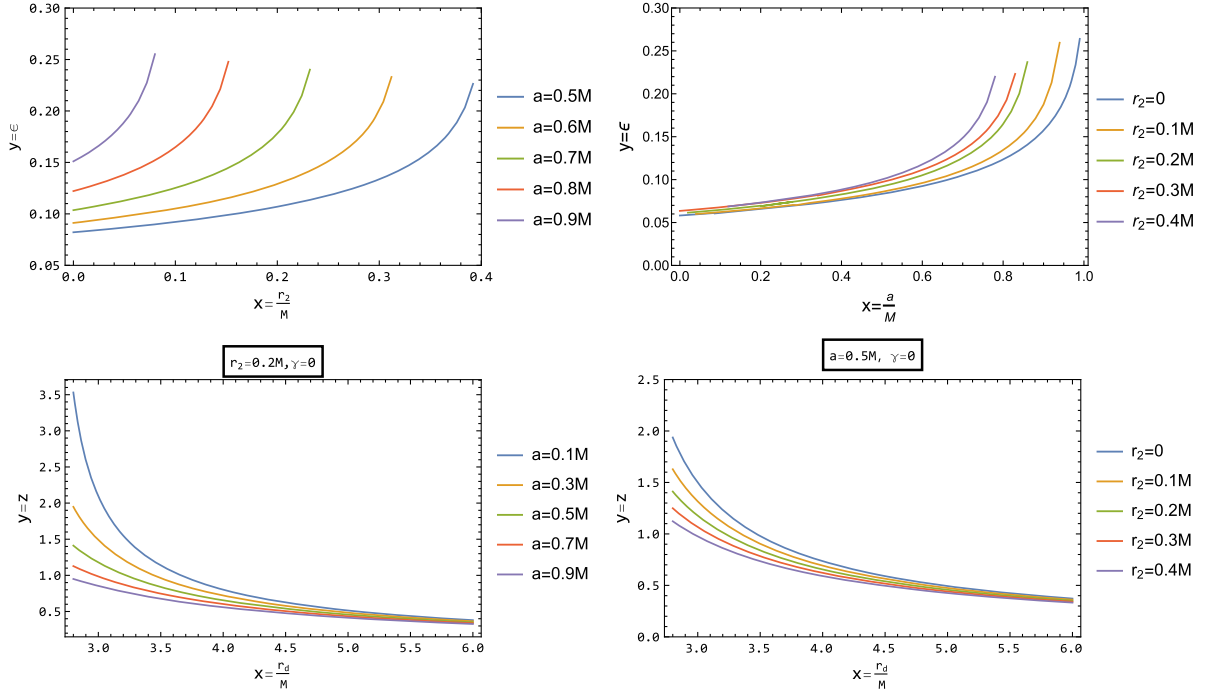 0.30
0.25
0.20
0.15
0.10
0.05
y=ϵ
0.0
0.1
0.2
0.3
0.4
x=r₂/M
a=0.5M
a=0.6M
a=0.7M
a=0.8M
a=0.9M
0.30
0.25
0.20
0.15
0.10
0.05
0.00
y=ϵ
0.0
0.2
0.4
0.6
0.8
1.0
x=a/M
r₂=0
r₂=0.1M
r₂=0.2M
r₂=0.3M
r₂=0.4M
r₂=0.2M,γ=0
3.5
3.0
2.5
2.0
1.5
1.0
0.5
y=z
3.0
3.5
4.0
4.5
5.0
5.5
6.0
x=r_d/M
a=0.1M
a=0.3M
a=0.5M
a=0.7M
a=0.9M
a=0.5M, γ=0
2.5
2.0
1.5
1.0
0.5
0.0
y=z
3.0
3.5
4.0
4.5
5.0
5.5
6.0
x=r_d/M
r₂=0
r₂=0.1M
r₂=0.2M
r₂=0.3M
r₂=0.4M